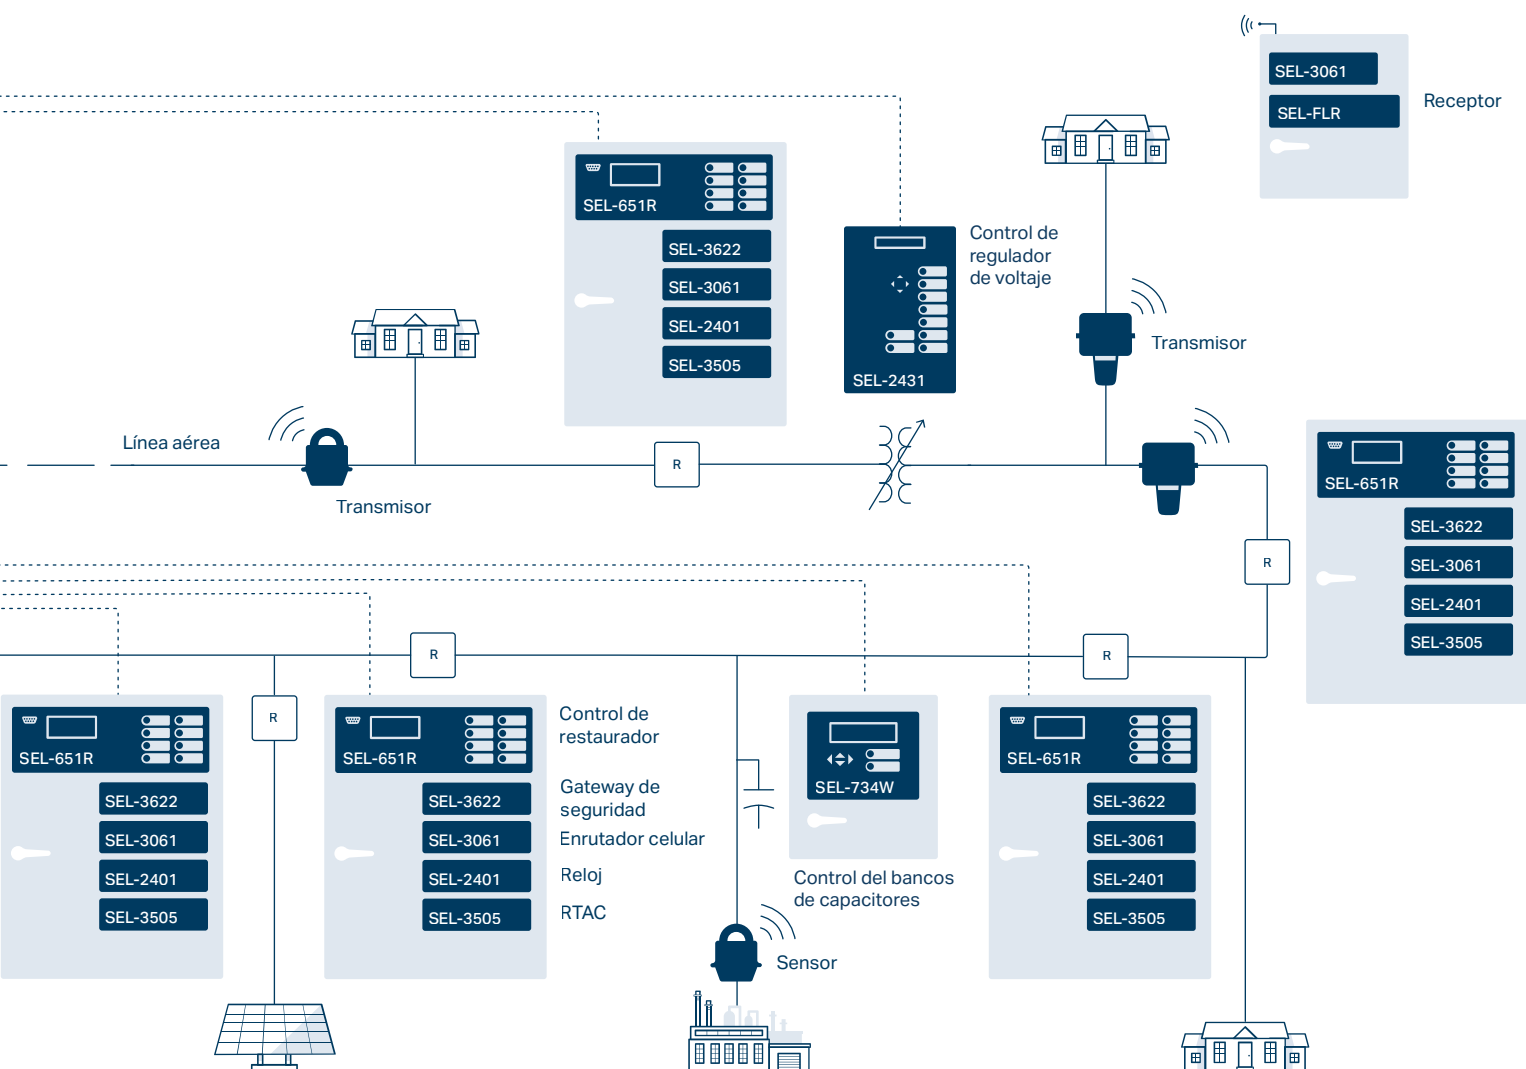 SEL-3061
SEL-FLR
Receptor
SEL-651R
SEL-3622
SEL-3061
SEL-2401
SEL-3505
Control de
regulador
de voltaje
SEL-2431
Transmisor
Línea aérea
Transmisor
R
R
SEL-651R
SEL-3622
SEL-3061
SEL-2401
SEL-3505
R
R
R
SEL-651R
SEL-3622
SEL-3061
SEL-2401
SEL-3505
SEL-651R
SEL-3622
SEL-3061
SEL-2401
SEL-3505
Control de
restaurador
Gateway de
seguridad
Enrutador celular
Reloj
RTAC
SEL-734W
Control del bancos
de capacitores
Sensor
SEL-651R
SEL-3622
SEL-3061
SEL-2401
SEL-3505